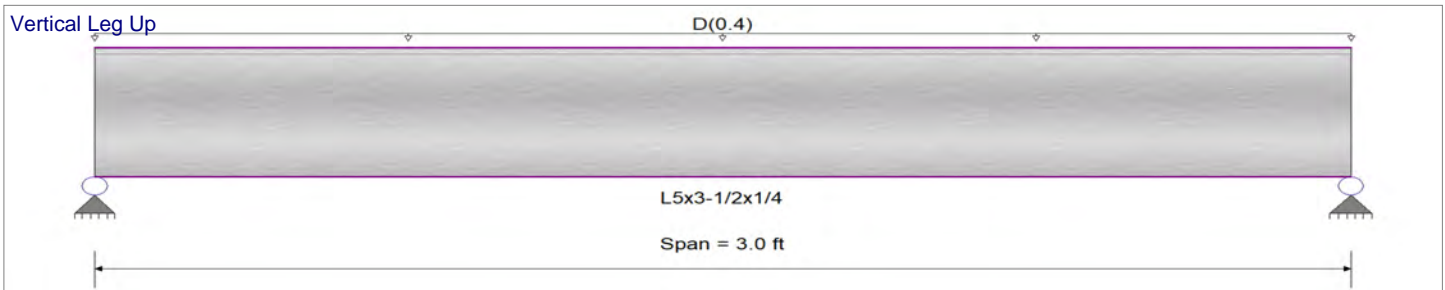 Vertical Leg Up
D(0.4)
L5x3-1/2x1/4
Span = 3.0 ft